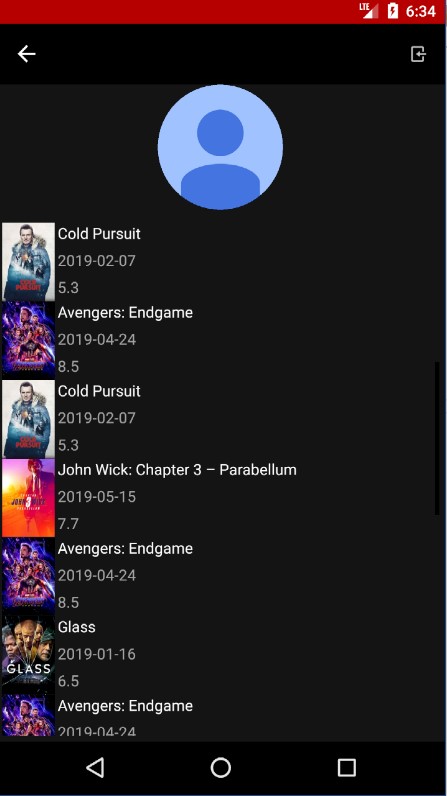 LTE 6:34
Cold Pursuit
2019-02-07
5.3
Avengers: Endgame
2019-04-24
8.5
Cold Pursuit
2019-02-07
5.3
John Wick: Chapter 3 – Parabellum
2019-05-15
7.7
Avengers: Endgame
2019-04-24
8.5
GLASS
Glass
2019-01-16
6.5
Avengers: Endgame
2019-04-24